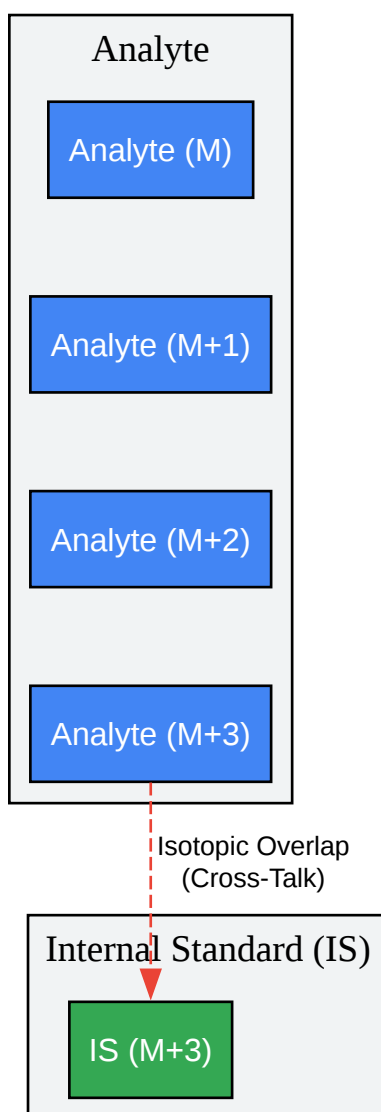 Analyte
Analyte (M)
Analyte (M+1)
Analyte (M+2)
Analyte (M+3)
Isotopic Overlap
(Cross-Talk)
Internal Standard (IS)
IS (M+3)